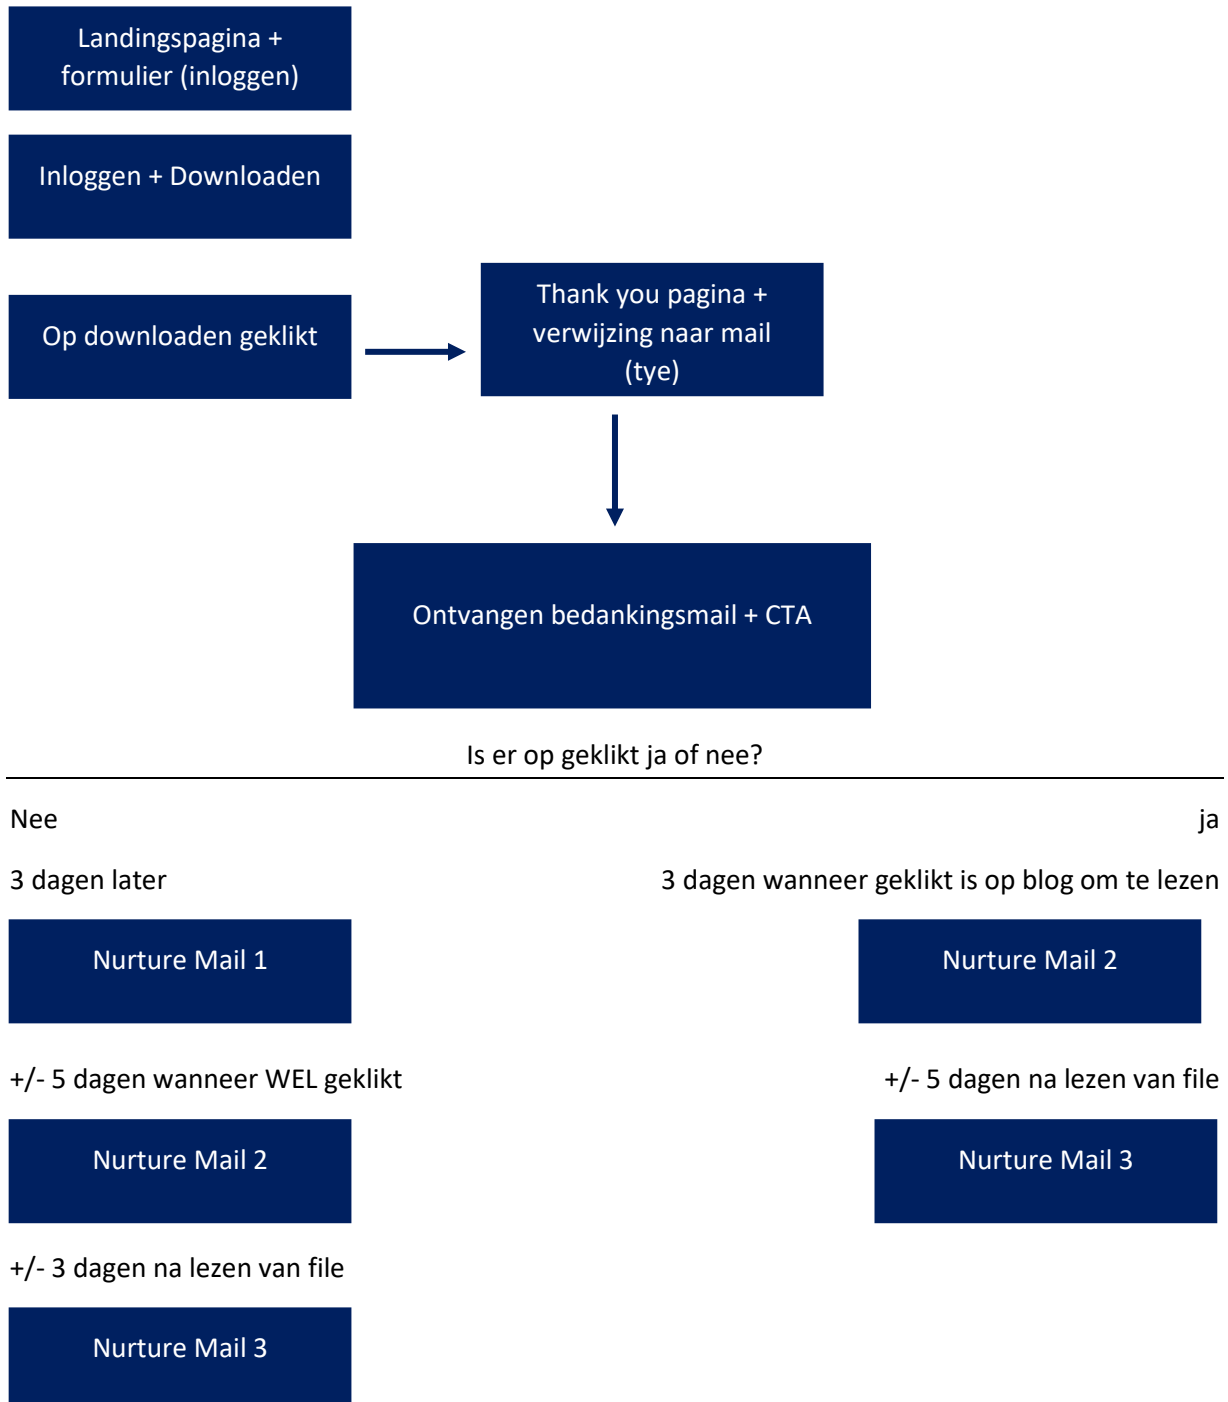 Landingspagina +
formulier (inloggen)
Inloggen + Downloaden
Op downloaden geklikt
Thank you pagina +
verwijzing naar mail
(tye)
Ontvangen bedankingsmail + CTA
Is er op geklikt ja of nee?
Nee
ja
3 dagen later
3 dagen wanneer geklikt is op blog om te lezen
Nurture Mail 1
Nurture Mail 2
+/- 5 dagen wanneer WEL geklikt
+/- 5 dagen na lezen van file
Nurture Mail 2
Nurture Mail 3
+/- 3 dagen na lezen van file
Nurture Mail 3